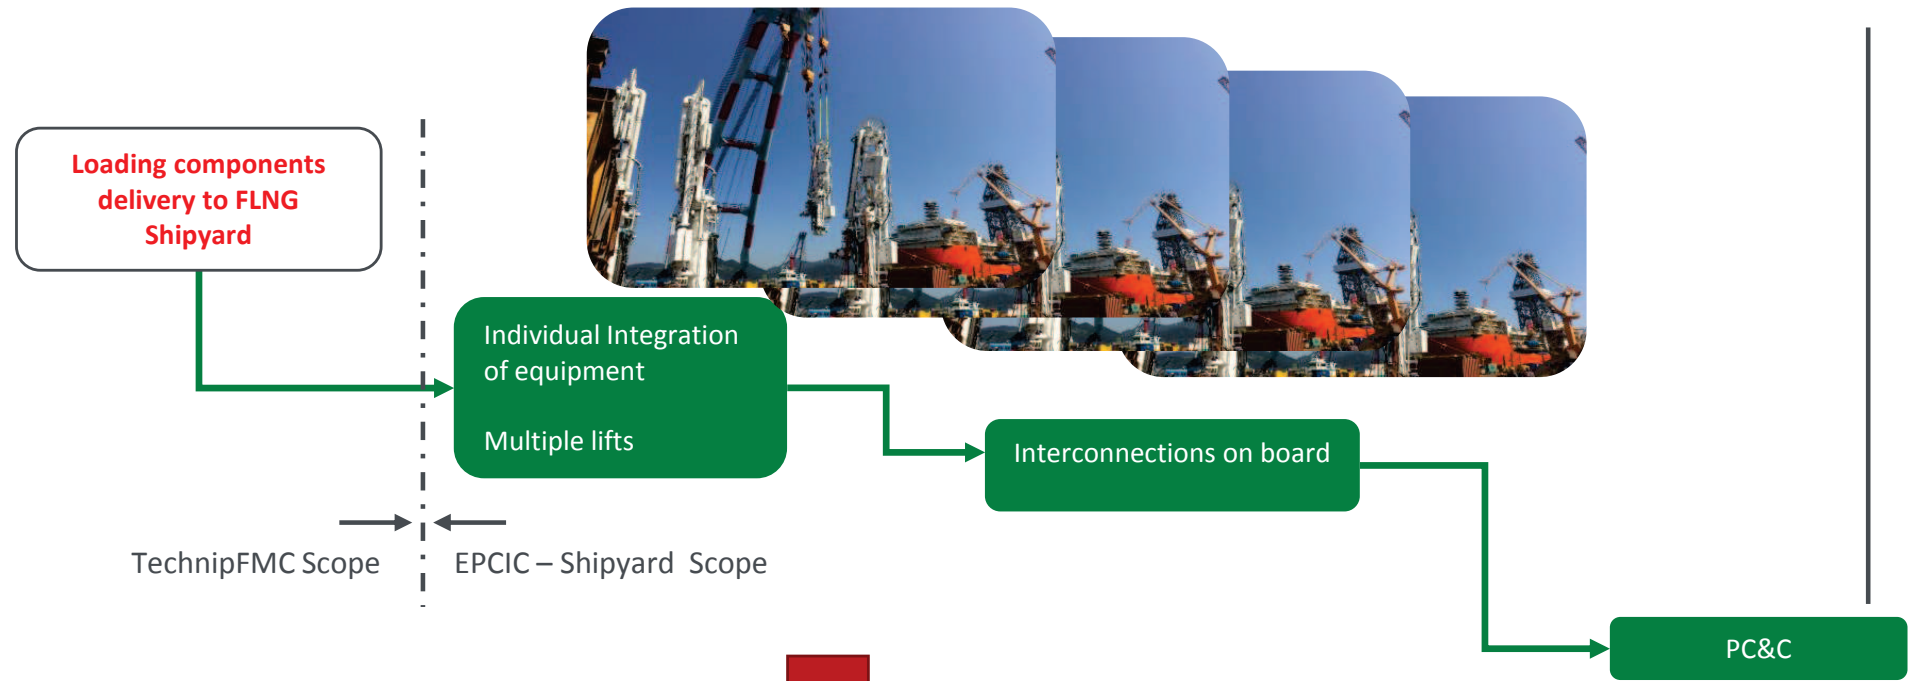 Loading components
delivery to FLNG
Shipyard
Individual Integration
of equipment
Multiple lifts
Interconnections on board
TechnipFMC Scope
EPCIC – Shipyard Scope
PC&C